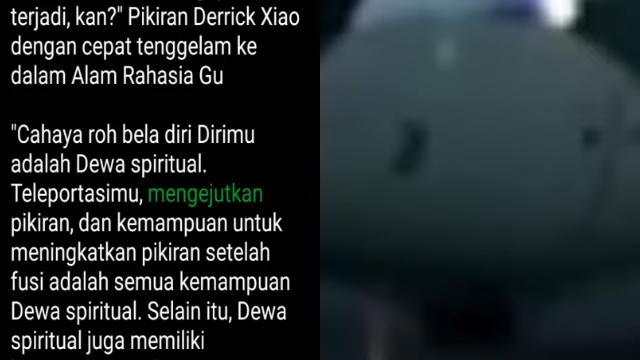 terjadi, kan?" Pikiran Derrick Xiao
dengan cepat tenggelam ke
dalam Alam Rahasia Gu
"Cahaya roh bela diri Dirimu
adalah Dewa spiritual.
Teleportasimu, mengejutkan
pikiran, dan kemampuan untuk
meningkatkan pikiran setelah
fusi adalah semua kemampuan
Dewa spiritual. Selain itu, Dewa
spiritual juga memiliki